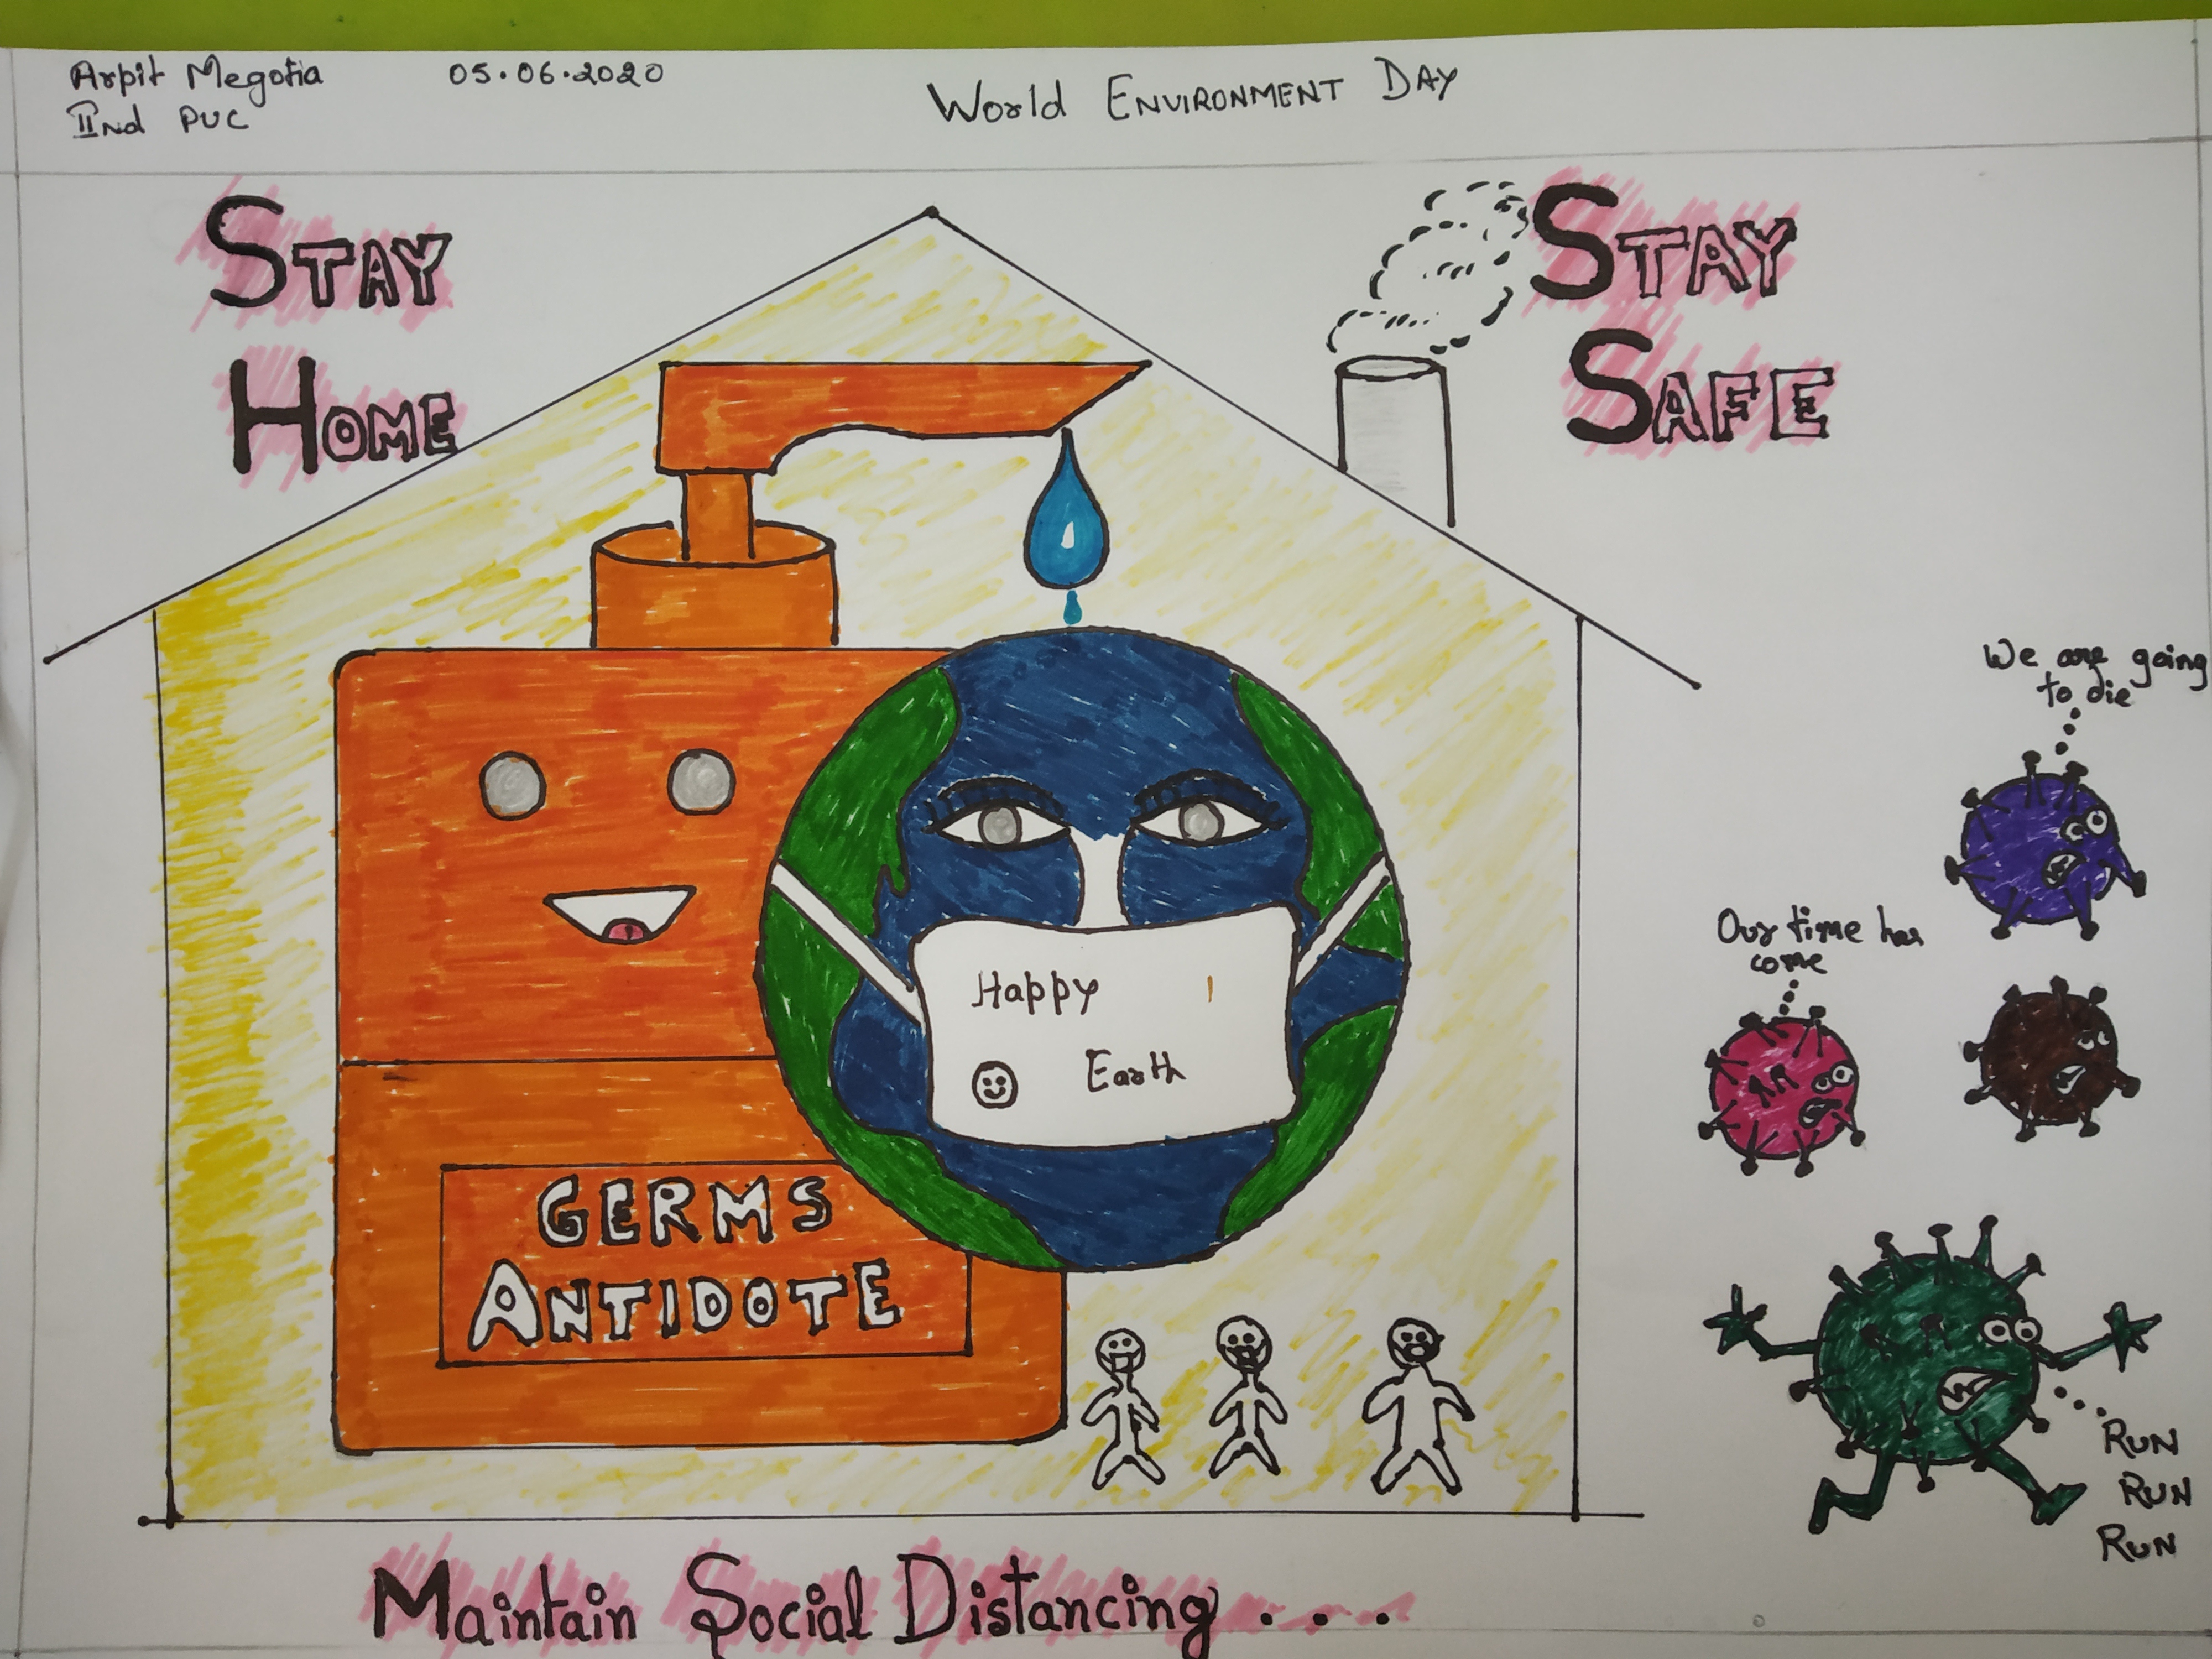 Arpit Megotia
IInd PUC
05.06.2020
World ENVIRONMENT DAY
STAY
HOME
STAY
SAFE
We are going
to die
Our time has
come
Happy
Earth
GERMS
ANTIDOTE
RUN
RUN
RUN
Maintain Social Distancing . . .